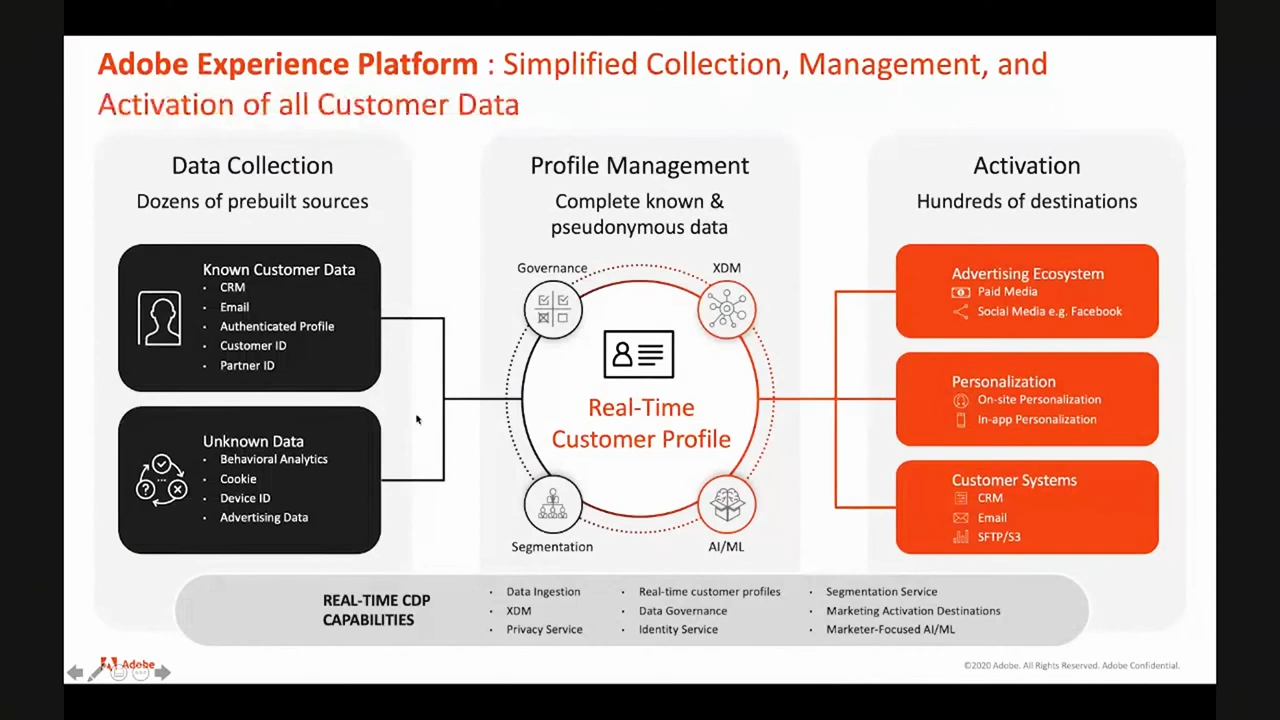 Adobe Experience Platform : Simplified Collection, Management, and
Activation of all Customer Data
Data Collection
Dozens of prebuilt sources
Known Customer Data
• CRM
• Email
• Authenticated Profile
• Customer ID
• Partner ID
Unknown Data
• Behavioral Analytics
• Cookie
• Device ID
• Advertising Data
Profile Management
Complete known &
pseudonymous data
Governance
XDM
Real-Time
Customer Profile
Segmentation
AI/ML
Activation
Hundreds of destinations
Advertising Ecosystem
Paid Media
Social Media e.g. Facebook
Personalization
On-site Personalization
In-app Personalization
Customer Systems
CRM
Email
SFTP/S3
REAL-TIME CDP
CAPABILITIES
• Data Ingestion
• XDM
• Privacy Service
• Real-time customer profiles
• Data Governance
• Identity Service
• Segmentation Service
• Marketing Activation Destinations
• Marketer-Focused AI/ML
Adobe
©2020 Adobe. All Rights Reserved. Adobe Confidential.